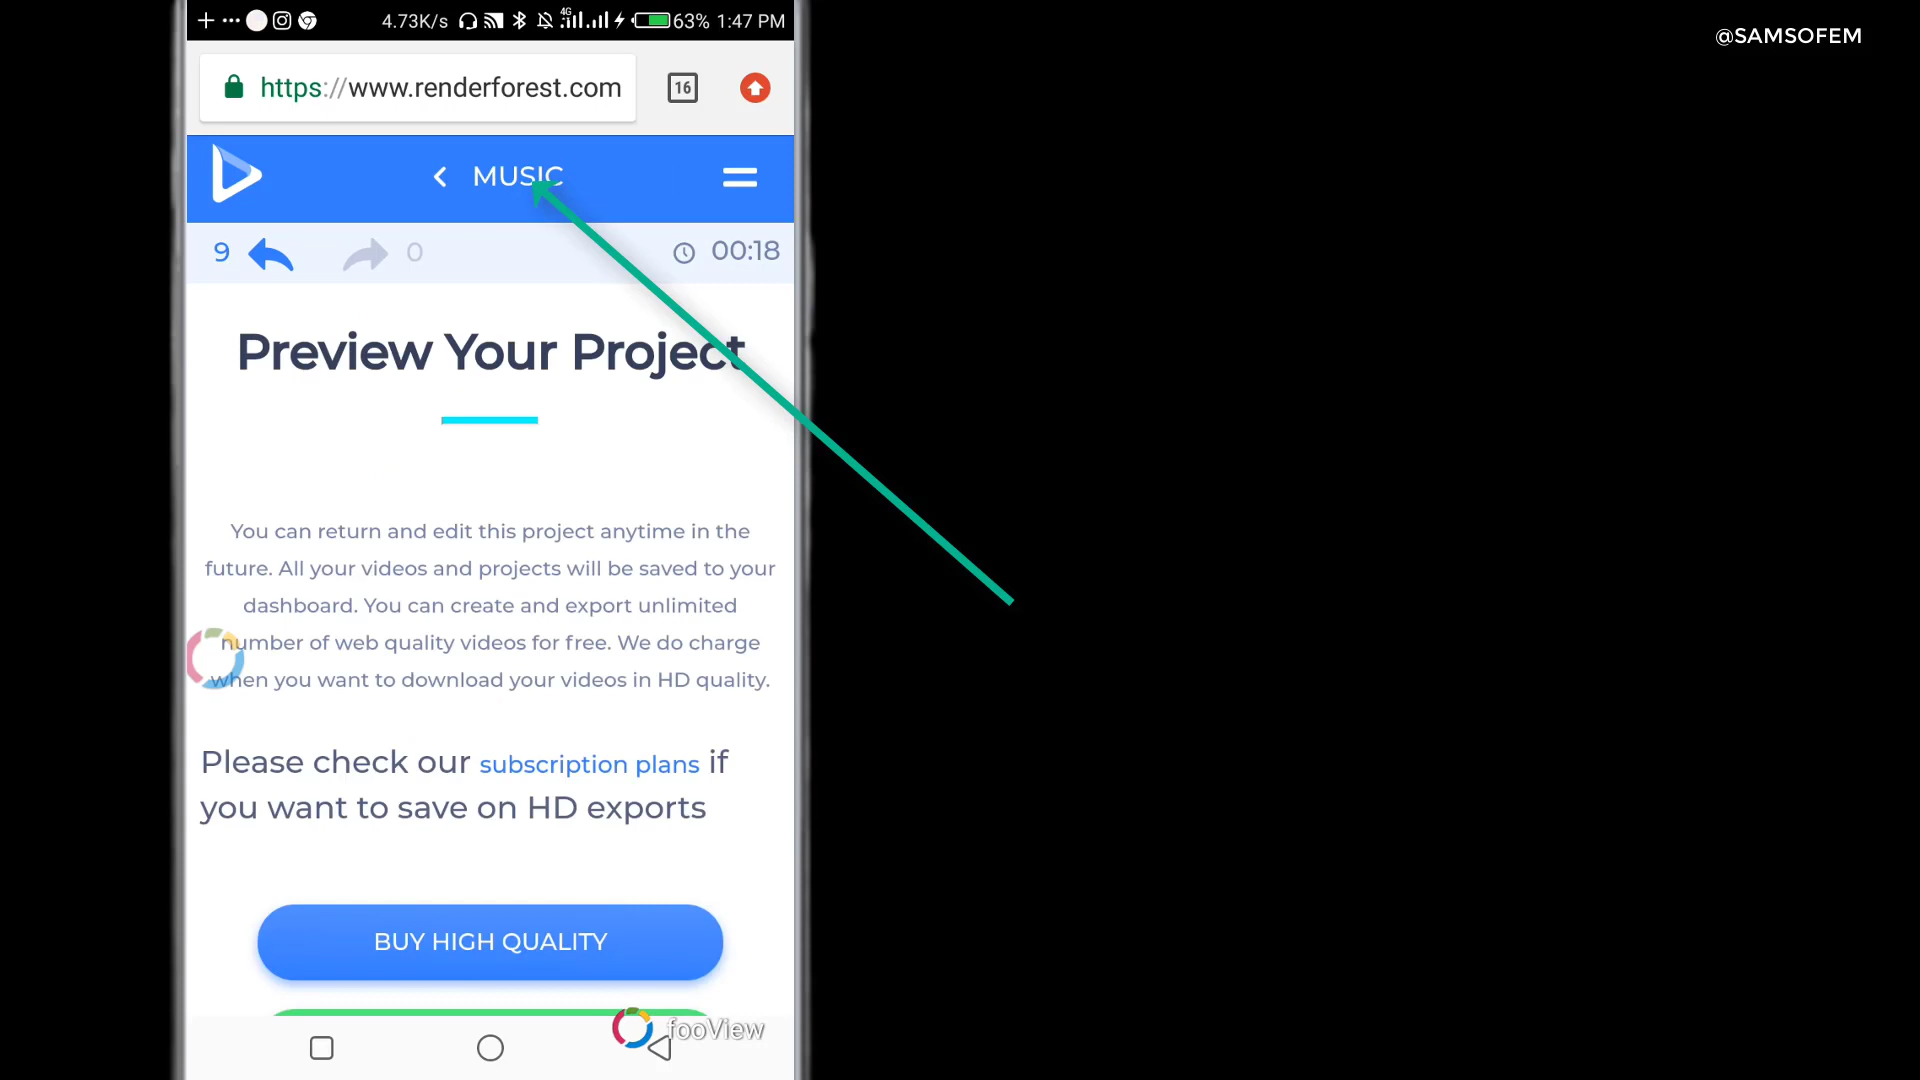 4.73K/s 4G 63% 1:47 PM
@SAMSOFEM
https://www.renderforest.com 16
MUSIC
9 0 00:18
Preview Your Project
You can return and edit this project anytime in the
future. All your videos and projects will be saved to your
dashboard. You can create and export unlimited
number of web quality videos for free. We do charge
when you want to download your videos in HD quality.
Please check our subscription plans if
you want to save on HD exports
BUY HIGH QUALITY
fooView